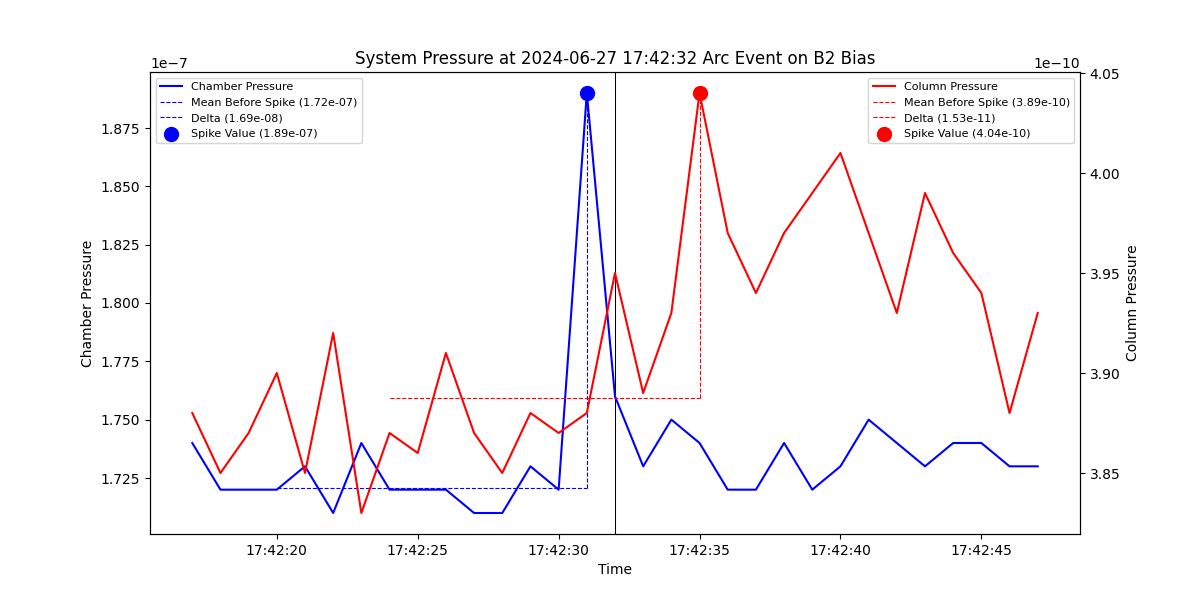 System Pressure at 2024-06-27 17:42:32 Arc Event on B2 Bias
1e−7
1e−10
Chamber Pressure
Mean Before Spike (1.72e-07)
Delta (1.69e-08)
Spike Value (1.89e-07)
Column Pressure
Mean Before Spike (3.89e-10)
Delta (1.53e-11)
Spike Value (4.04e-10)
1.875
1.850
1.825
1.800
1.775
1.750
1.725
Chamber Pressure
4.05
4.00
3.95
3.90
3.85
Column Pressure
17:42:20
17:42:25
17:42:30
17:42:35
17:42:40
17:42:45
Time